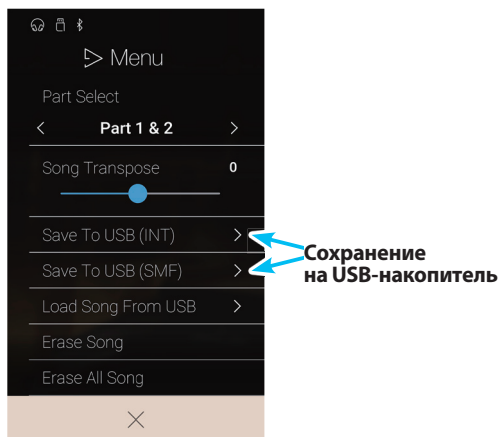 Menu
Part Select
Part 1 & 2
Song Transpose 0
Save To USB (INT)
Save To USB (SMF)
Сохранение
на USB-накопитель
Load Song From USB
Erase Song
Erase All Song